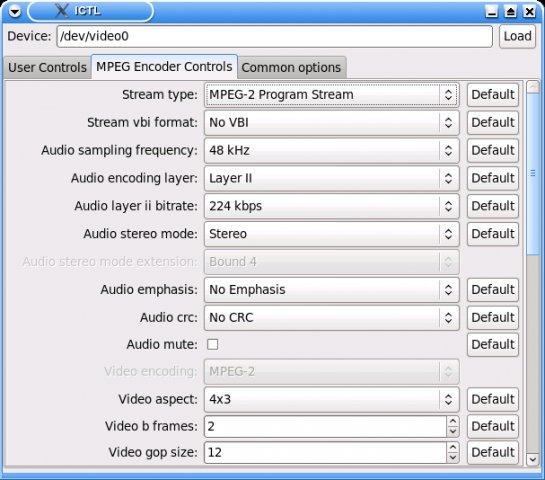 ICTL
Device: /dev/video0 Load
User Controls MPEG Encoder Controls Common options
Stream type: MPEG-2 Program Stream Default
Stream vbi format: No VBI Default
Audio sampling frequency: 48 kHz Default
Audio encoding layer: Layer II Default
Audio layer ii bitrate: 224 kbps Default
Audio stereo mode: Stereo Default
Audio stereo mode extension: Bound 4
Audio emphasis: No Emphasis Default
Audio crc: No CRC Default
Audio mute: Default
Video encoding: MPEG-2
Video aspect: 4x3 Default
Video b frames: 2 Default
Video gop size: 12 Default